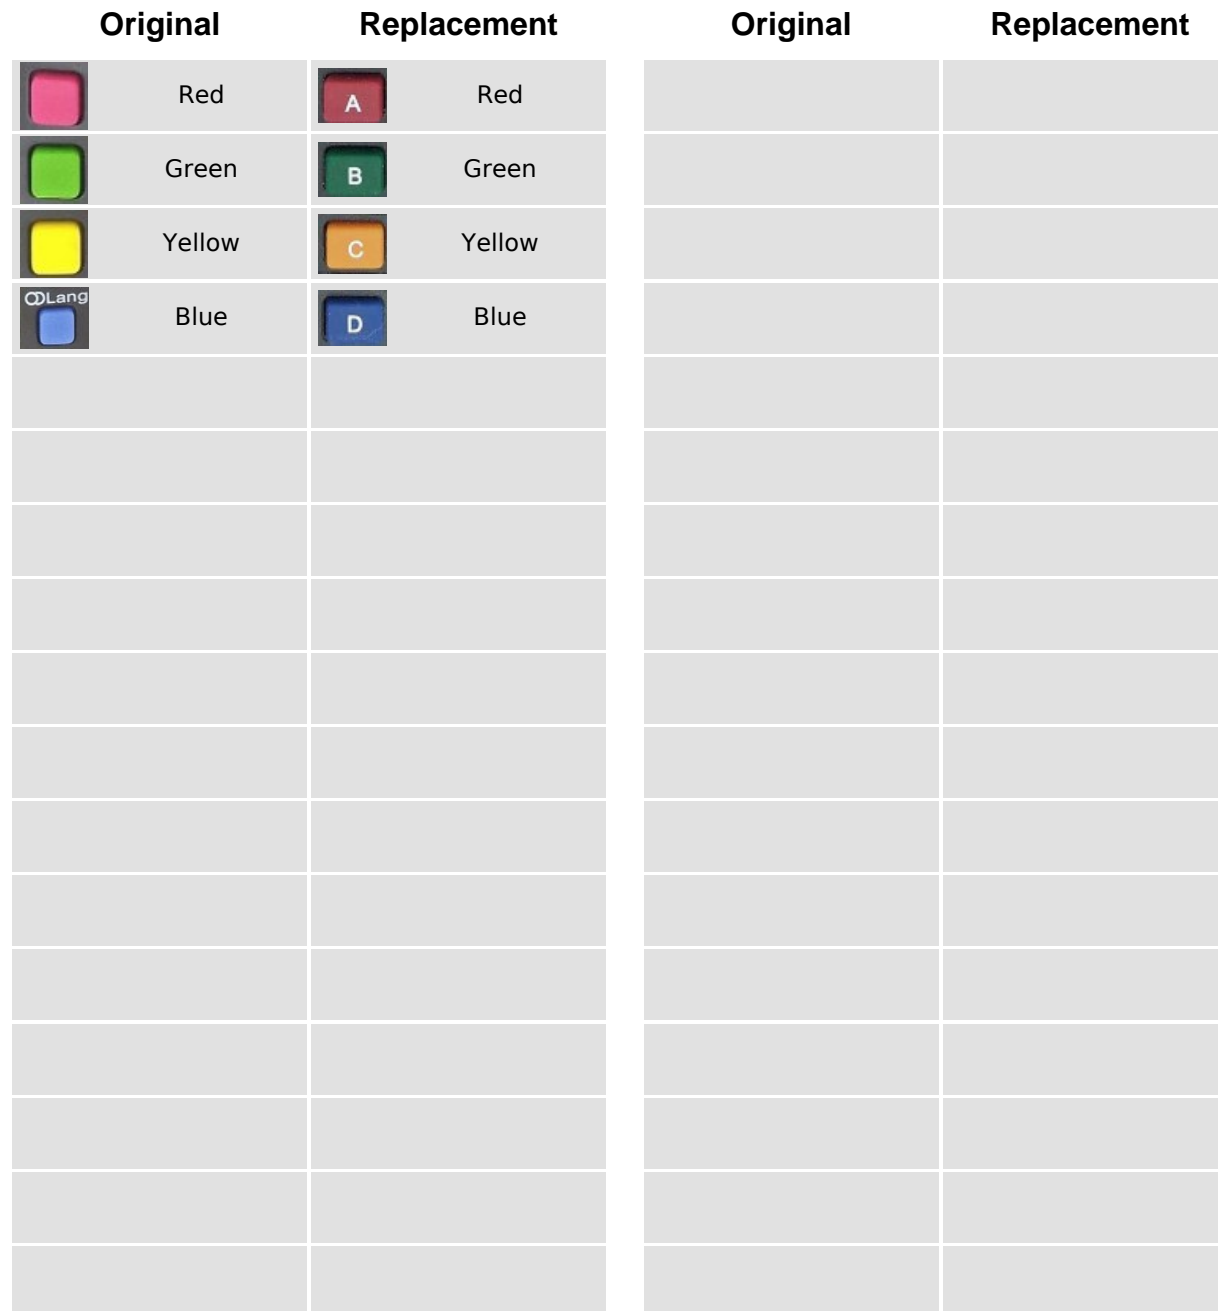 Original Replacement Original Replacement
Red A Red
Green B Green
Yellow C Yellow
Lang
Blue D Blue